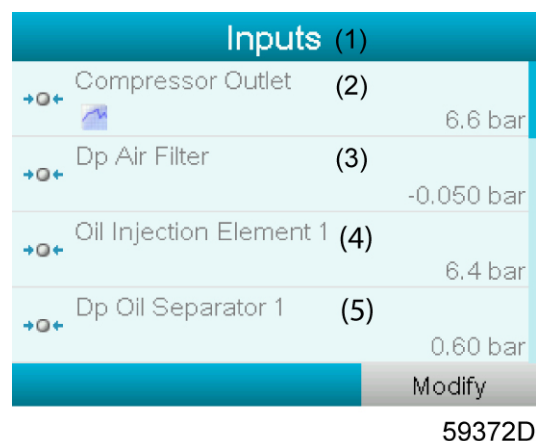 Inputs (1)
Compressor Outlet (2)
6.6 bar
Dp Air Filter (3)
-0.050 bar
Oil Injection Element 1 (4)
6.4 bar
Dp Oil Separator 1 (5)
0.60 bar
Modify
59372D